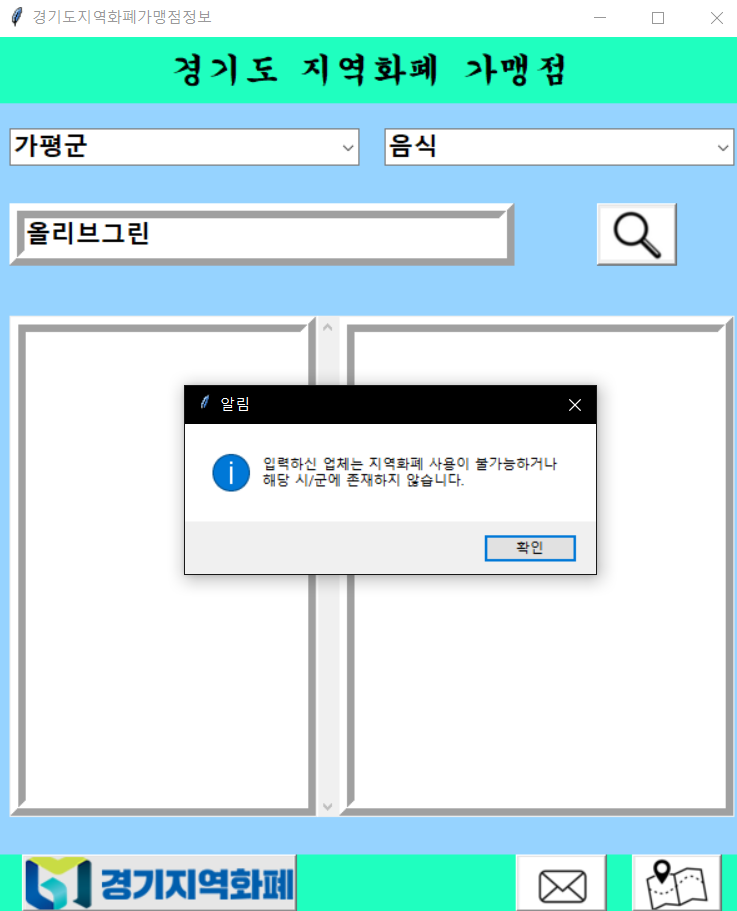 경기도지역화폐가맹점정보
경기도 지역화폐 가맹점
가평군
음식
올리브그린
알림
입력하신 업체는 지역화폐 사용이 불가능하거나
해당 시/군에 존재하지 않습니다.
확인
경기지역화폐